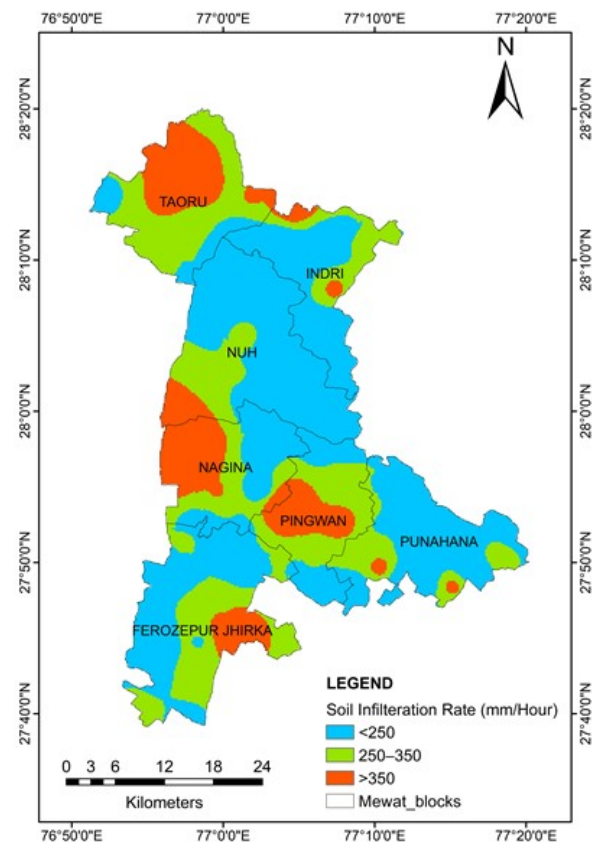 76°50'0"E 77°0'0"E 77°10'0"E 77°20'0"E
N
28°20'0"N 28°20'0"N
TAORU
28°10'0"N 28°10'0"N
INDRI
NUH
28°0'0"N 28°0'0"N
NAGINA
PINGWAN
PUNAHANA
27°50'0"N 27°50'0"N
FEROZEPUR JHIRKA
LEGEND
Soil Infilteration Rate (mm/Hour)
<250
250–350
>350
Mewat_blocks
27°40'0"N 27°40'0"N
0 3 6 12 18 24
Kilometers
76°50'0"E 77°0'0"E 77°10'0"E 77°20'0"E